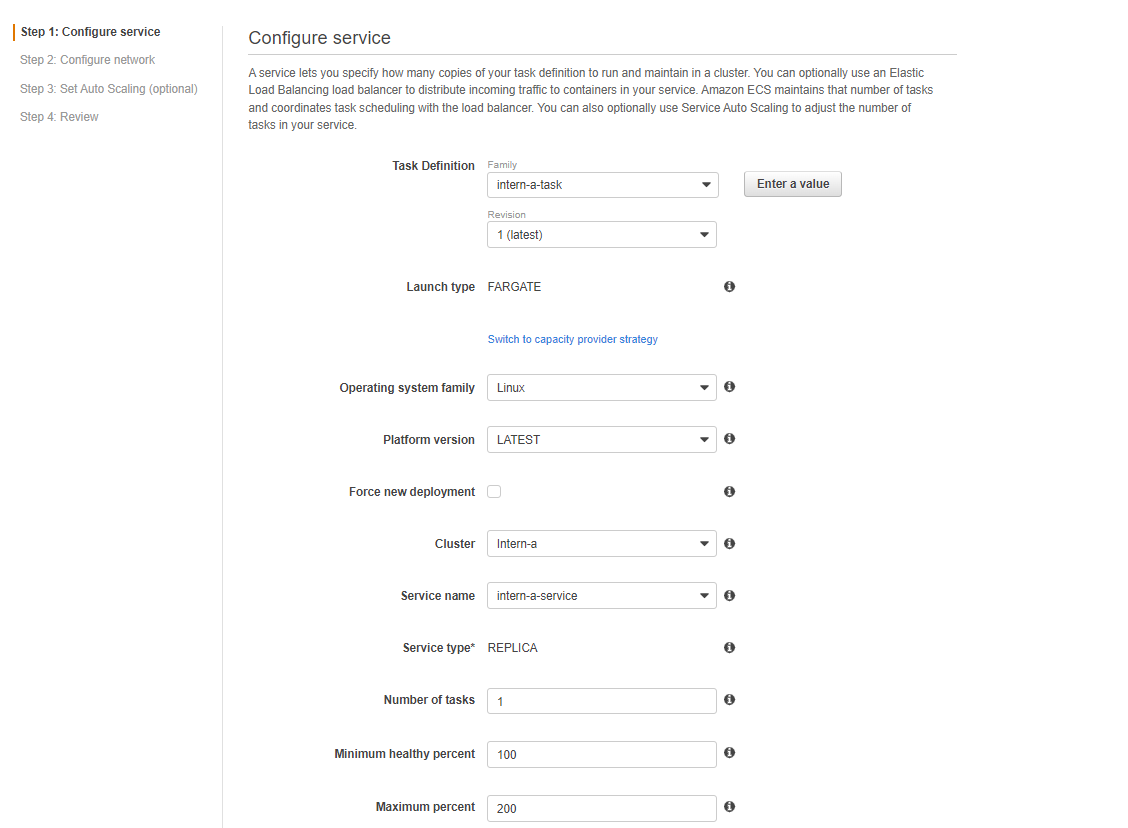 Step 1: Configure service
Step 2: Configure network
Step 3: Set Auto Scaling (optional)
Step 4: Review
Configure service
A service lets you specify how many copies of your task definition to run and maintain in a cluster. You can optionally use an Elastic
Load Balancing load balancer to distribute incoming traffic to containers in your service. Amazon ECS maintains that number of tasks
and coordinates task scheduling with the load balancer. You can also optionally use Service Auto Scaling to adjust the number of
tasks in your service.
Task Definition
Family
intern-a-task
Enter a value
Revision
1 (latest)
Launch type FARGATE
Switch to capacity provider strategy
Operating system family Linux
Platform version LATEST
Force new deployment
Cluster Intern-a
Service name intern-a-service
Service type* REPLICA
Number of tasks 1
Minimum healthy percent 100
Maximum percent 200